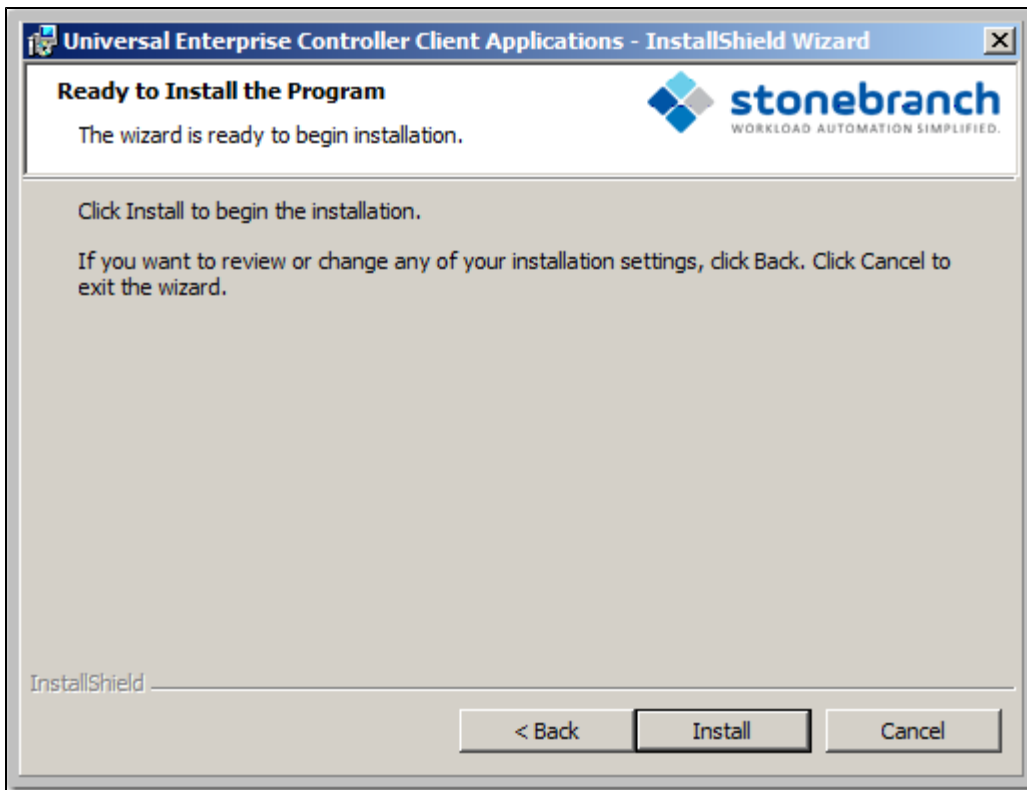 Universal Enterprise Controller Client Applications - InstallShield Wizard
Ready to Install the Program
The wizard is ready to begin installation.
stonebranch
WORKLOAD AUTOMATION SIMPLIFIED.
Click Install to begin the installation.
If you want to review or change any of your installation settings, click Back. Click Cancel to
exit the wizard.
InstallShield
< Back
Install
Cancel